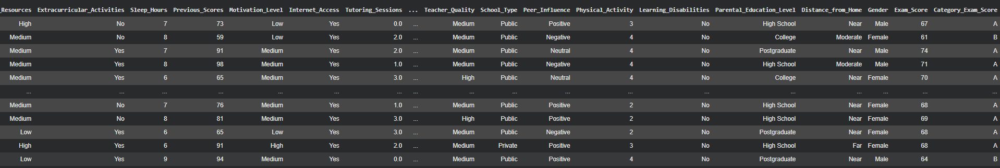 _Resources Extracurricular_Activities Sleep_Hours Previous_Scores Motivation_Level Internet_Access Tutoring_Sessions ... Teacher_Quality School_Type Peer_Influence Physical_Activity Learning_Disabilities Parental_Education_Level Distance_from_Home Gender Exam_Score Category_Exam_Score
High No 7 73 Low Yes 0.0 ... Medium Public Positive 3 No High School Near Male 67 A
Medium No 8 59 Low Yes 2.0 ... Medium Public Negative 4 No College Moderate Female 61 B
Medium Yes 7 91 Medium Yes 2.0 ... Medium Public Neutral 4 No Postgraduate Near Male 74 A
Medium Yes 8 98 Medium Yes 1.0 ... Medium Public Negative 4 No High School Moderate Male 71 A
Medium Yes 6 65 Medium Yes 3.0 ... High Public Neutral 4 No College Near Female 70 A
... ... ... ... ... ... ... ... ... ... ... ... ... ... ... ... ... ...
Medium No 7 76 Medium Yes 1.0 ... Medium Public Positive 2 No High School Near Female 68 A
Medium No 8 81 Medium Yes 3.0 ... High Public Positive 2 No High School Near Female 69 A
Low Yes 6 65 Low Yes 3.0 ... Medium Public Negative 2 No Postgraduate Near Female 68 A
High Yes 6 91 High Yes 2.0 ... Medium Private Positive 3 No High School Far Female 68 A
Low Yes 9 94 Medium Yes 0.0 ... Medium Public Positive 4 No Postgraduate Near Male 64 B